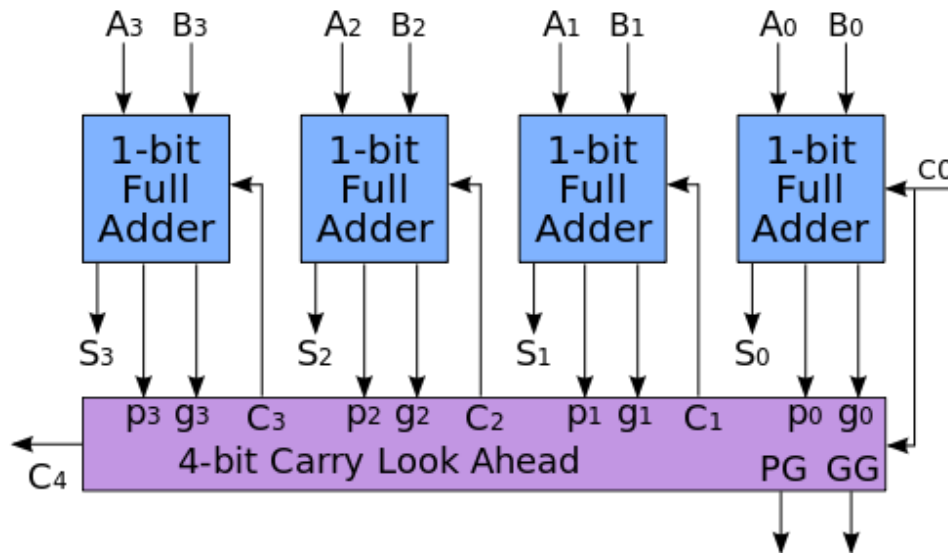 A3 B3 A2 B2 A1 B1 A0 B0
1-bit Full Adder
1-bit Full Adder
1-bit Full Adder
1-bit Full Adder
c0
S3 S2 S1 S0
p3 g3 C3 p2 g2 C2 p1 g1 C1 p0 g0
4-bit Carry Look Ahead
PG GG
C4